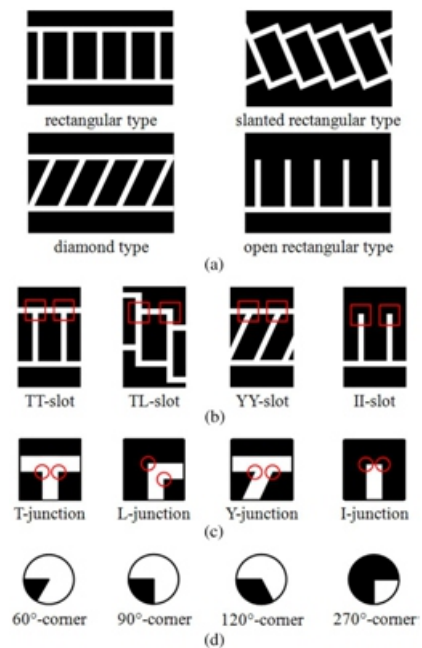 rectangular type slanted rectangular type
diamond type open rectangular type
(a)
TT-slot TL-slot YY-slot II-slot
(b)
T-junction L-junction Y-junction I-junction
(c)
60°-corner 90°-corner 120°-corner 270°-corner
(d)